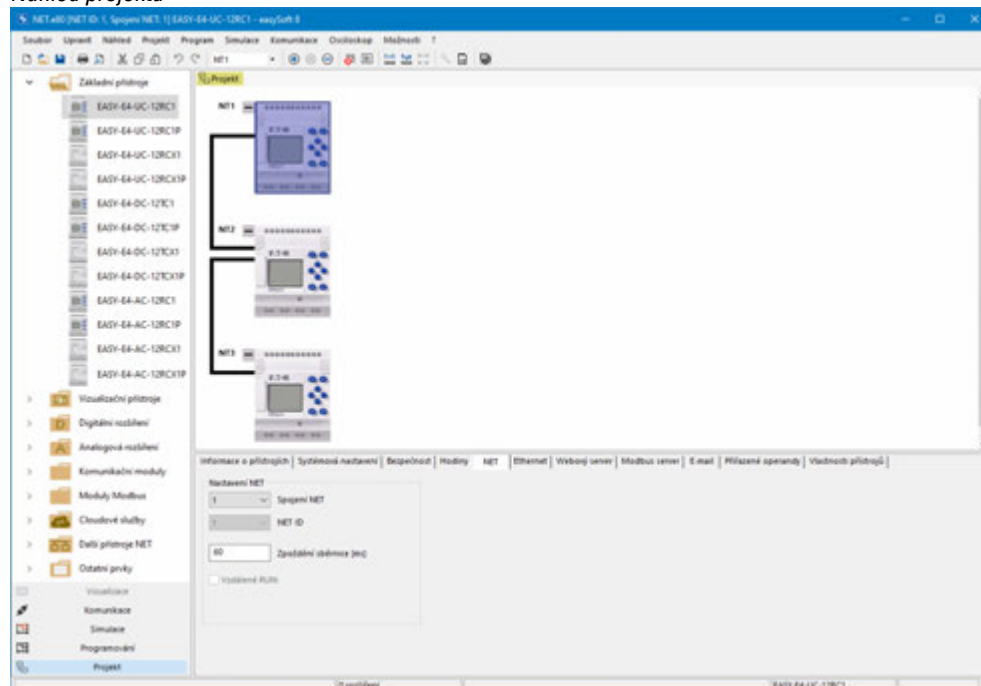 Náhled projektu
NET.e80 [NET ID: 1, Spojení NET: 1] EASY-E4-UC-12RC1 - easySoft 8
Soubor Upravit Náhled Projekt Program Simulace Komunikace Osciloskop Možnosti ?
NT1
Základní přístroje
EASY-E4-UC-12RC1
EASY-E4-UC-12RC1P
EASY-E4-UC-12RCX1
EASY-E4-UC-12RCX1P
EASY-E4-DC-12TC1
EASY-E4-DC-12TC1P
EASY-E4-DC-12TCX1
EASY-E4-DC-12TCX1P
EASY-E4-AC-12RC1
EASY-E4-AC-12RC1P
EASY-E4-AC-12RCX1
EASY-E4-AC-12RCX1P
Vizualizační přístroje
Digitální rozšíření
Analogová rozšíření
Komunikační moduly
Moduly Modbus
Cloudové služby
Další přístroje NET
Ostatní prvky
Vizualizace
Komunikace
Simulace
Programování
Projekt
Projekt
NT1
NT2
NT3
Informace o přístrojích Systémová nastavení Bezpečnost Hodiny NET Ethernet Webový server Modbus server E-mail Přiřazené operandy Vlastnosti přístrojů
Nastavení NET
1 Spojení NET
1 NET ID
60 Zpoždění sběrnice (ms)
Vzdálené RUN
EASY-E4-UC-12RC1